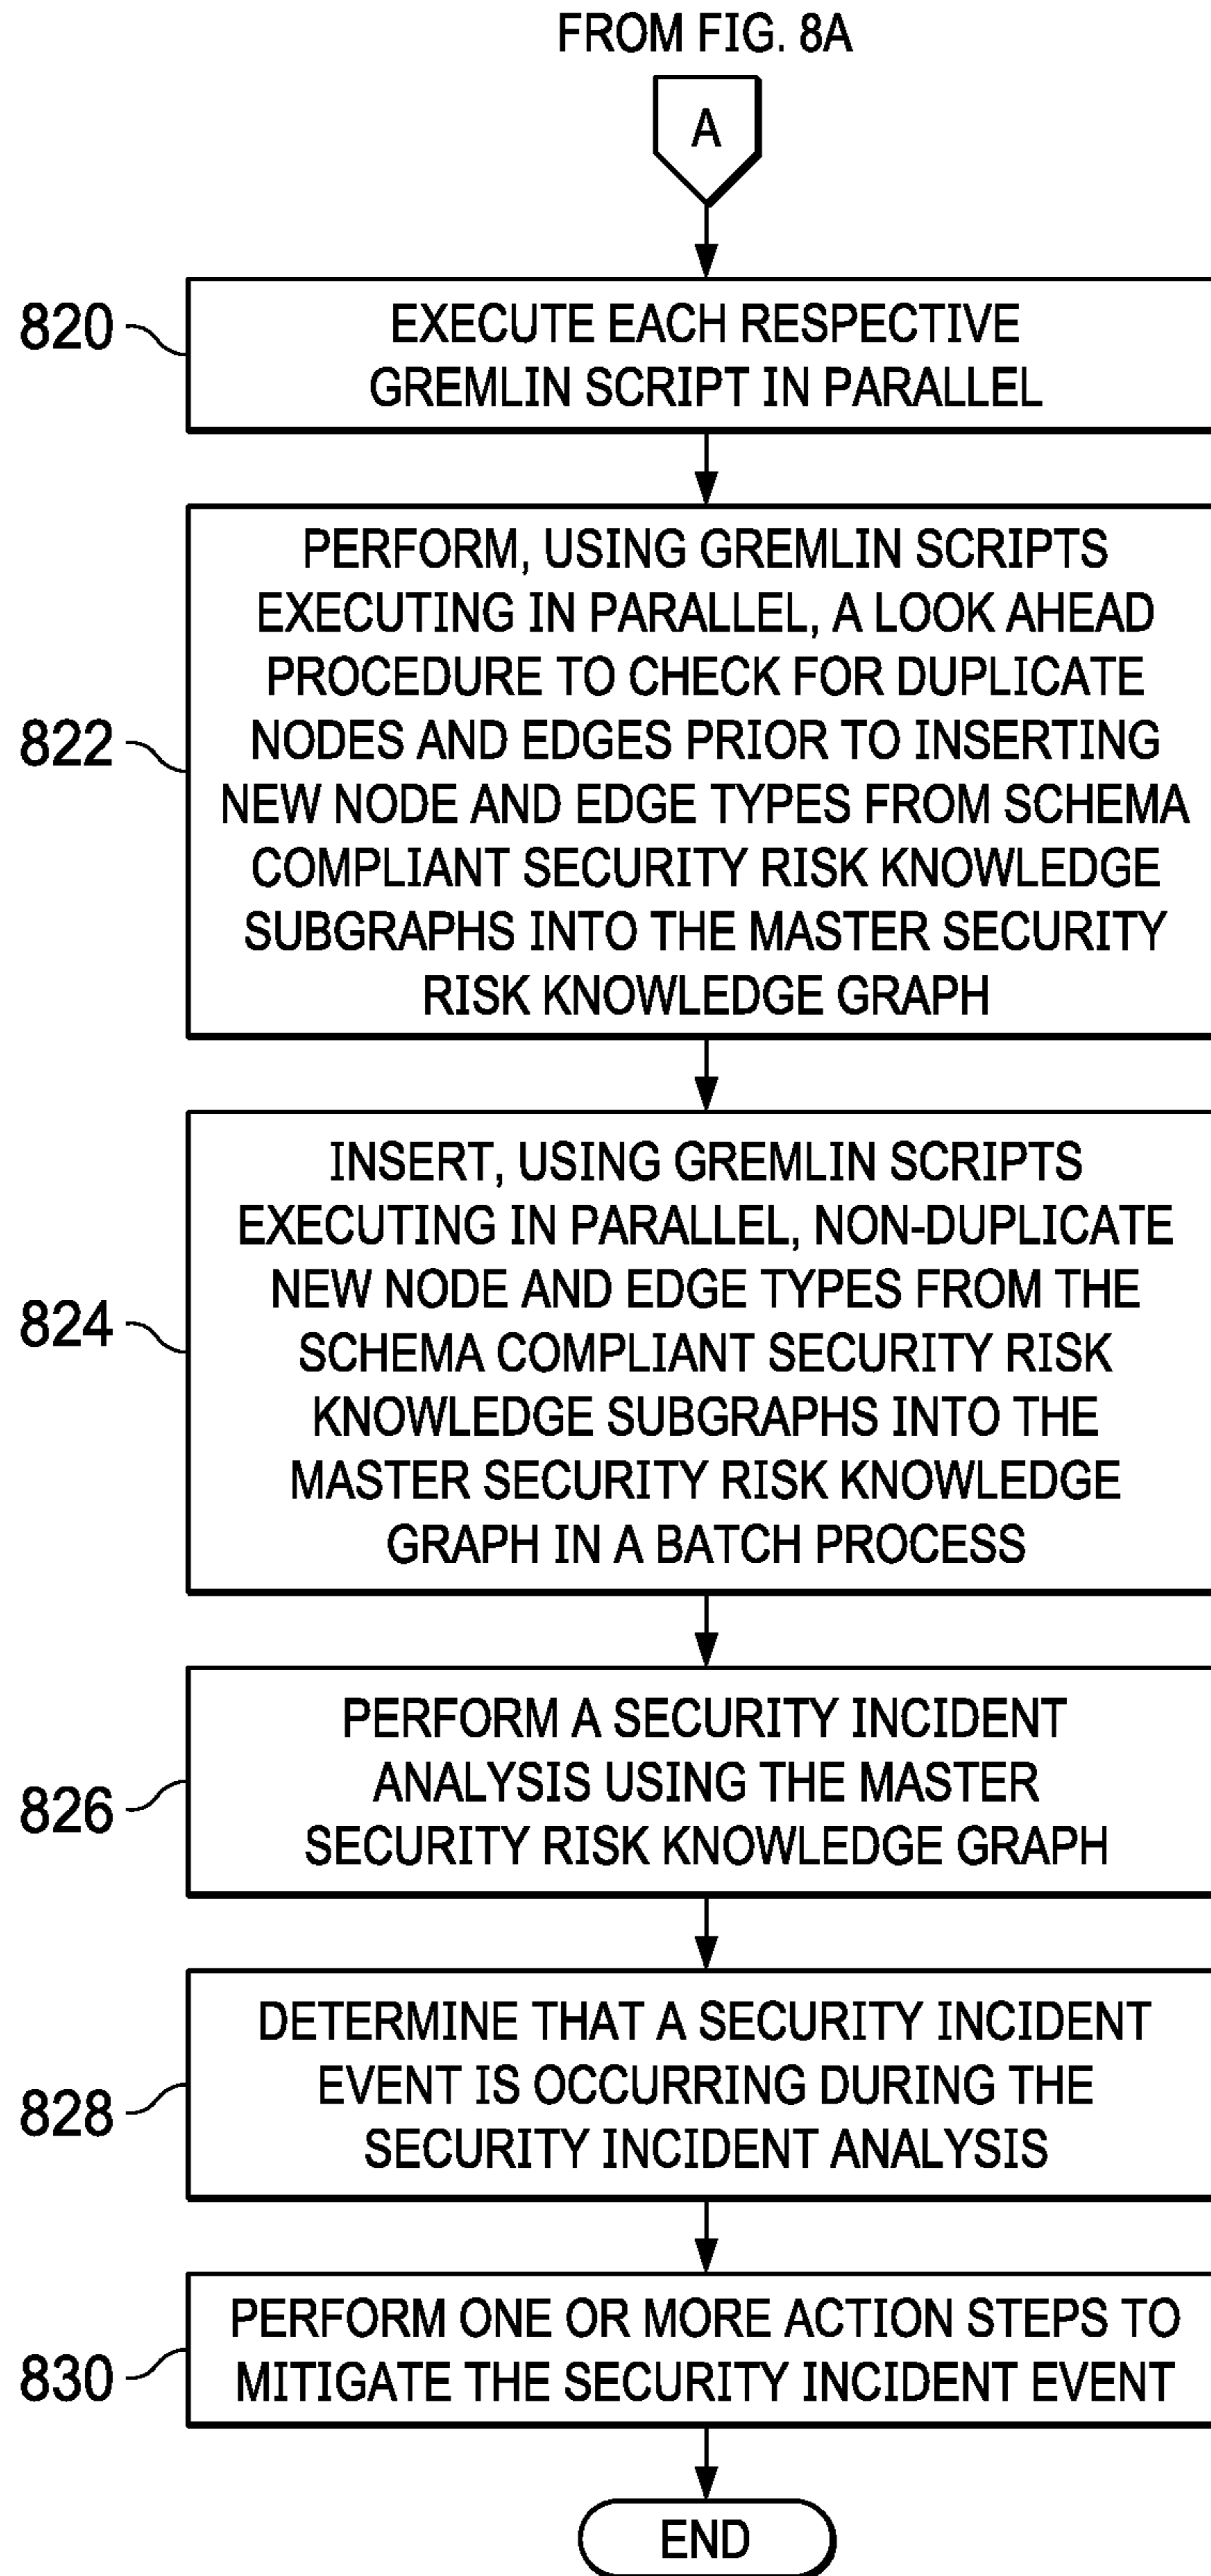 FROM FIG. 8A
A
820
EXECUTE EACH RESPECTIVE
GREMLIN SCRIPT IN PARALLEL
822
PERFORM, USING GREMLIN SCRIPTS
EXECUTING IN PARALLEL, A LOOK AHEAD
PROCEDURE TO CHECK FOR DUPLICATE
NODES AND EDGES PRIOR TO INSERTING
NEW NODE AND EDGE TYPES FROM SCHEMA
COMPLIANT SECURITY RISK KNOWLEDGE
SUBGRAPHS INTO THE MASTER SECURITY
RISK KNOWLEDGE GRAPH
824
INSERT, USING GREMLIN SCRIPTS
EXECUTING IN PARALLEL, NON-DUPLICATE
NEW NODE AND EDGE TYPES FROM THE
SCHEMA COMPLIANT SECURITY RISK
KNOWLEDGE SUBGRAPHS INTO THE
MASTER SECURITY RISK KNOWLEDGE
GRAPH IN A BATCH PROCESS
826
PERFORM A SECURITY INCIDENT
ANALYSIS USING THE MASTER
SECURITY RISK KNOWLEDGE GRAPH
828
DETERMINE THAT A SECURITY INCIDENT
EVENT IS OCCURRING DURING THE
SECURITY INCIDENT ANALYSIS
830
PERFORM ONE OR MORE ACTION STEPS TO
MITIGATE THE SECURITY INCIDENT EVENT
END